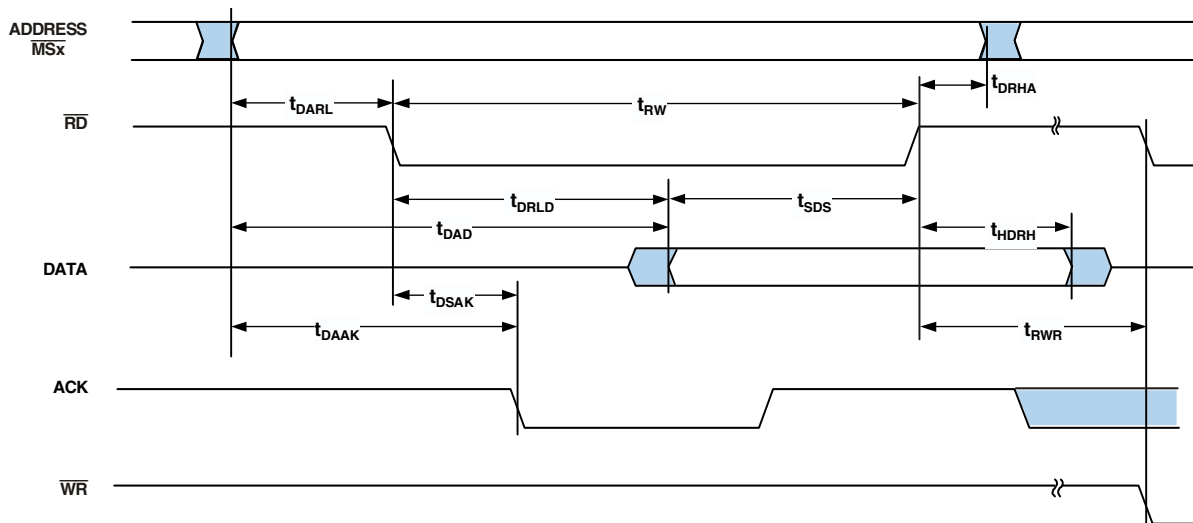 ADDRESS
MSx
tDRHA
tDARL
tRW
RD
tDRLD
tSDS
tDAD
tHDRH
DATA
tDSAK
tDAAK
tRWR
ACK
WR